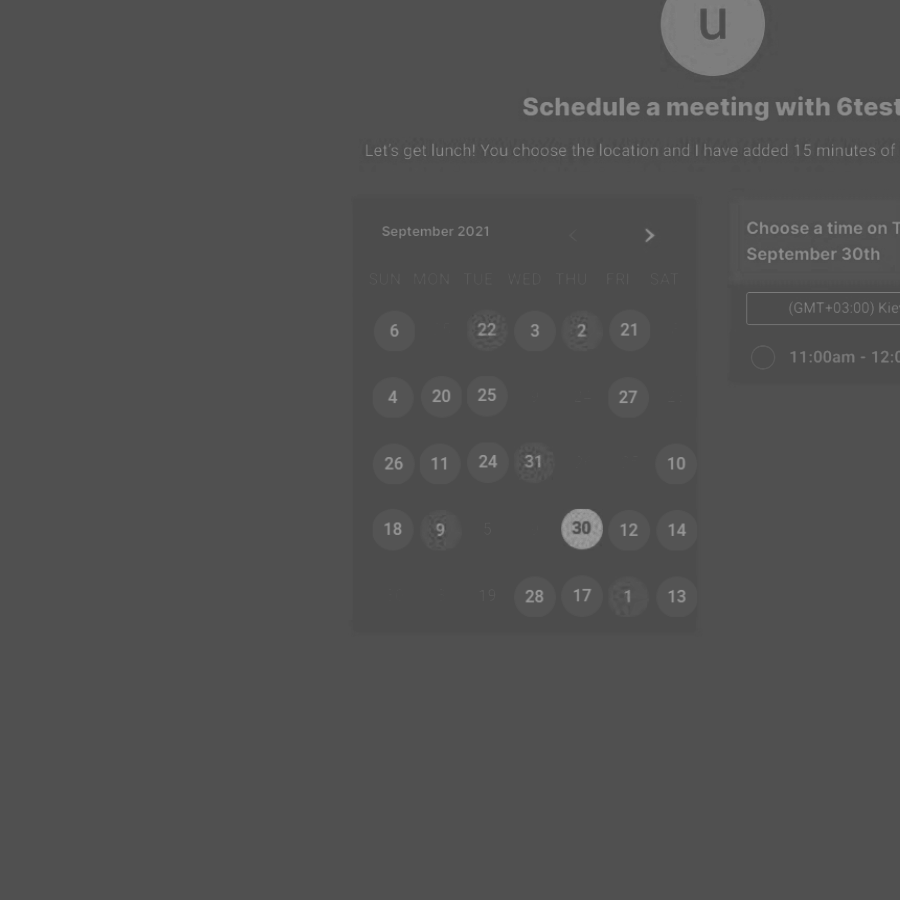 u
Schedule a meeting with 6test
Let's get lunch! You choose the location and I have added 15 minutes of
September 2021
SUN MON TUE WED THU FRI SAT
6 22 3 2 21
4 20 25 27
26 11 24 31 10
18 9 5 30 12 14
19 28 17 1 13
Choose a time on T
September 30th
(GMT+03:00) Kie
11:00am - 12:0